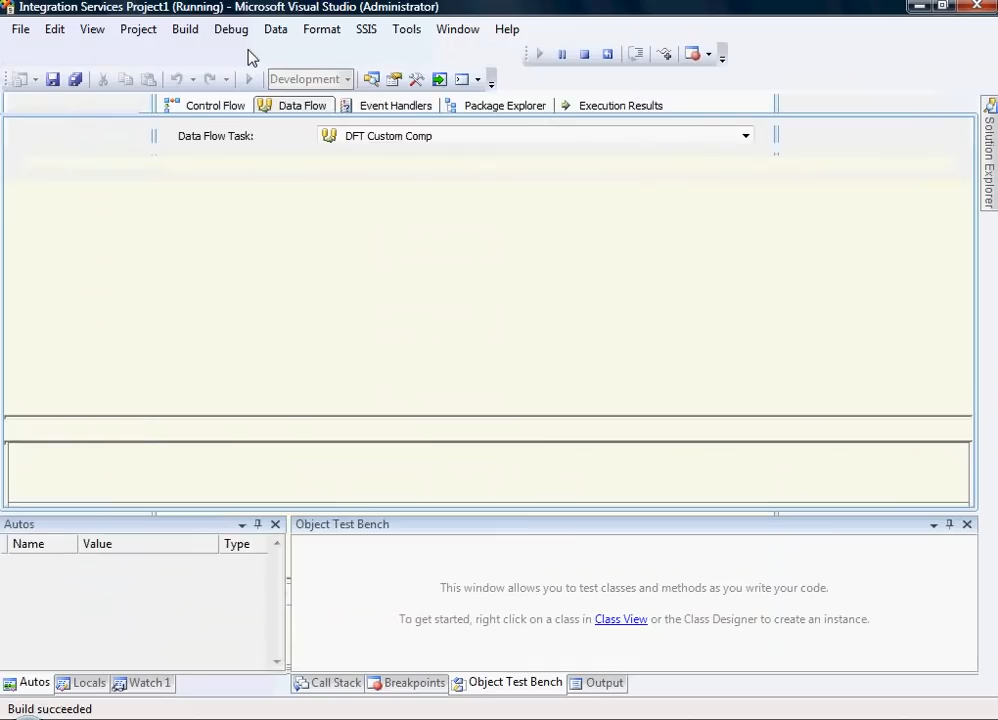 Integration Services Project1 (Running) - Microsoft Visual Studio (Administrator)
File Edit View Project Build Debug Data Format SSIS Tools Window Help
Development
Control Flow Data Flow Event Handlers Package Explorer Execution Results
Data Flow Task: DFT Custom Comp
Solution Explorer
Autos
Name Value Type
Object Test Bench
This window allows you to test classes and methods as you write your code.
To get started, right click on a class in Class View or the Class Designer to create an instance.
Autos Locals Watch 1
Call Stack Breakpoints Object Test Bench Output
Build succeeded